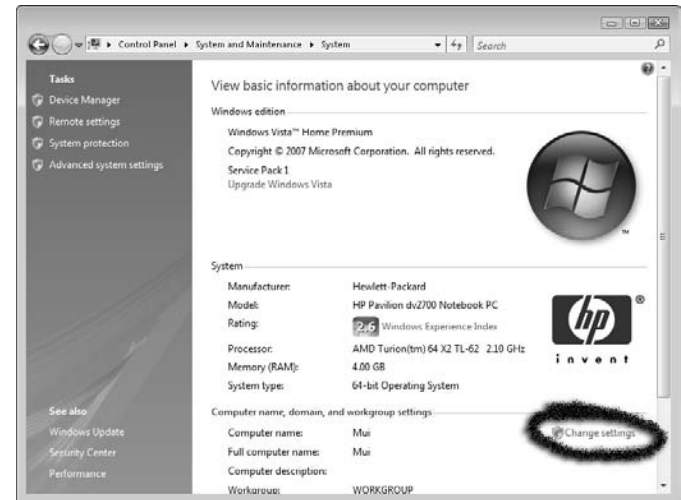 Control Panel ▸ System and Maintenance ▸ System
Search
Tasks
Device Manager
Remote settings
System protection
Advanced system settings
See also
Windows Update
Security Center
Performance
View basic information about your computer
Windows edition
Windows Vista™ Home Premium
Copyright © 2007 Microsoft Corporation. All rights reserved.
Service Pack 1
Upgrade Windows Vista
TM
System
Manufacturer: Hewlett-Packard
Model: HP Pavilion dv2700 Notebook PC
Rating: 2,6 Windows Experience Index
Processor: AMD Turion(tm) 64 X2 TL-62 2.10 GHz
Memory (RAM): 4.00 GB
System type: 64-bit Operating System
hp ®
invent
Computer name, domain, and workgroup settings
Computer name: Mui
Change settings
Full computer name: Mui
Computer description:
Workgroup: WORKGROUP